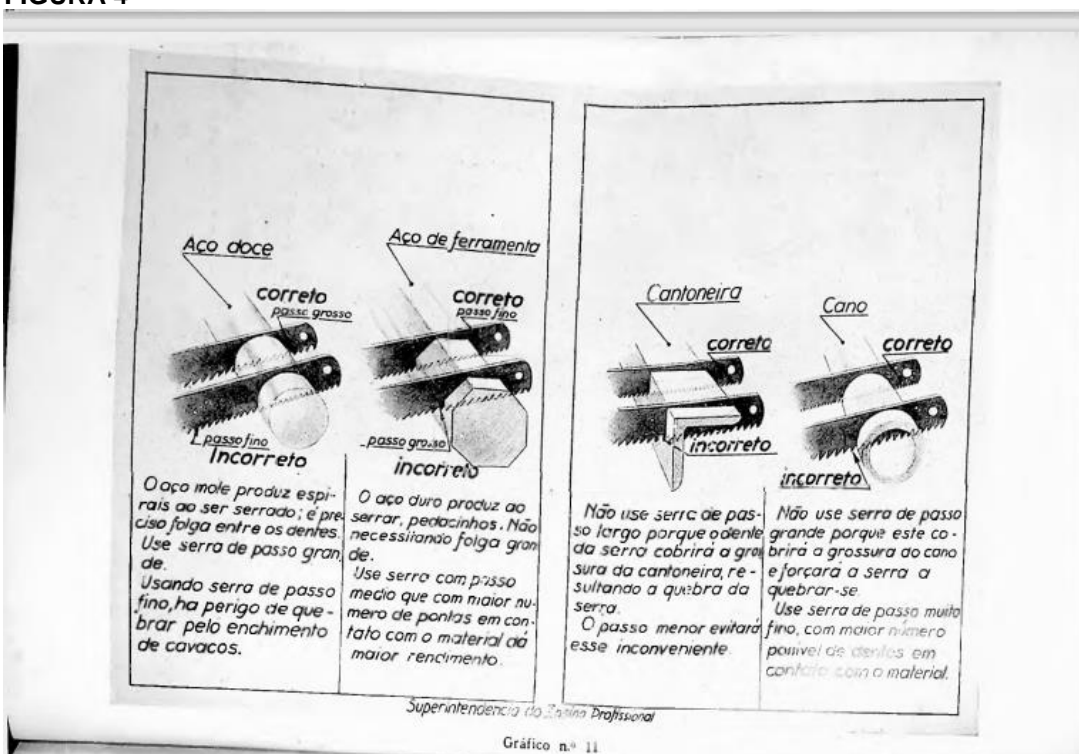 FIGURA 4
Aço doce
correto
passo grosso
passo fino
Incorreto
O aço mole produz espi-
rais ao ser serrado; é pre
ciso folga entre os dentes.
Use serra de passo gran
de.
Usando serra de passo
fino, ha perigo de que-
brar pelo enchimento
de cavacos.
Aço de ferramenta
correto
passo fino
passo grosso
incorreto
O aço duro produz ao
serrar, pedacinhos. Não
necessitando folga gran
de.
Use serra com passo
medio que com maior nu-
mero de pontas em con-
tato com o material dá
maior rendimento.
Cantoneira
correto
incorreto
Não use serra de pas-
so largo porque o dente
da serra cobrirá a gros
sura da cantoneira, re-
sultando a quebra da
serra.
O passo menor evitará
esse inconveniente.
Cano
correto
incorreto
Não use serra de passo
grande porque este co-
brirá a grossura do cano
e forçará a serra a
quebrar-se.
Use serra de passo muito
fino, com maior número
ponivel de dentes em
contato com o material.
Superintendencia do Ensino Profissional
Gráfico n.º 11